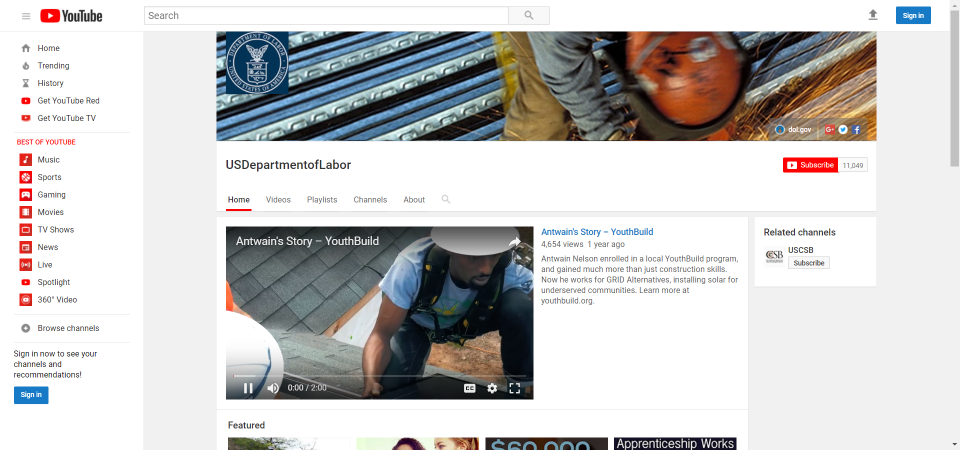 YouTube
Search
Sign in
Home
Trending
History
Get YouTube Red
Get YouTube TV
BEST OF YOUTUBE
Music
Sports
Gaming
Movies
TV Shows
News
Live
Spotlight
360° Video
Browse channels
Sign in now to see your
channels and
recommendations!
Sign in
DEPARTMENT OF LABOR
UNITED STATES OF AMERICA
dol.gov
USDepartmentofLabor
Subscribe 11,049
Home Videos Playlists Channels About
Antwain's Story – YouthBuild
0:00 / 2:00
CC
Antwain's Story – YouthBuild
4,654 views 1 year ago
Antwain Nelson enrolled in a local YouthBuild program,
and gained much more than just construction skills.
Now he works for GRID Alternatives, installing solar for
underserved communities. Learn more at
youthbuild.org.
Related channels
CSB
USCSB
Subscribe
Featured
$60,000
Apprenticeship Works